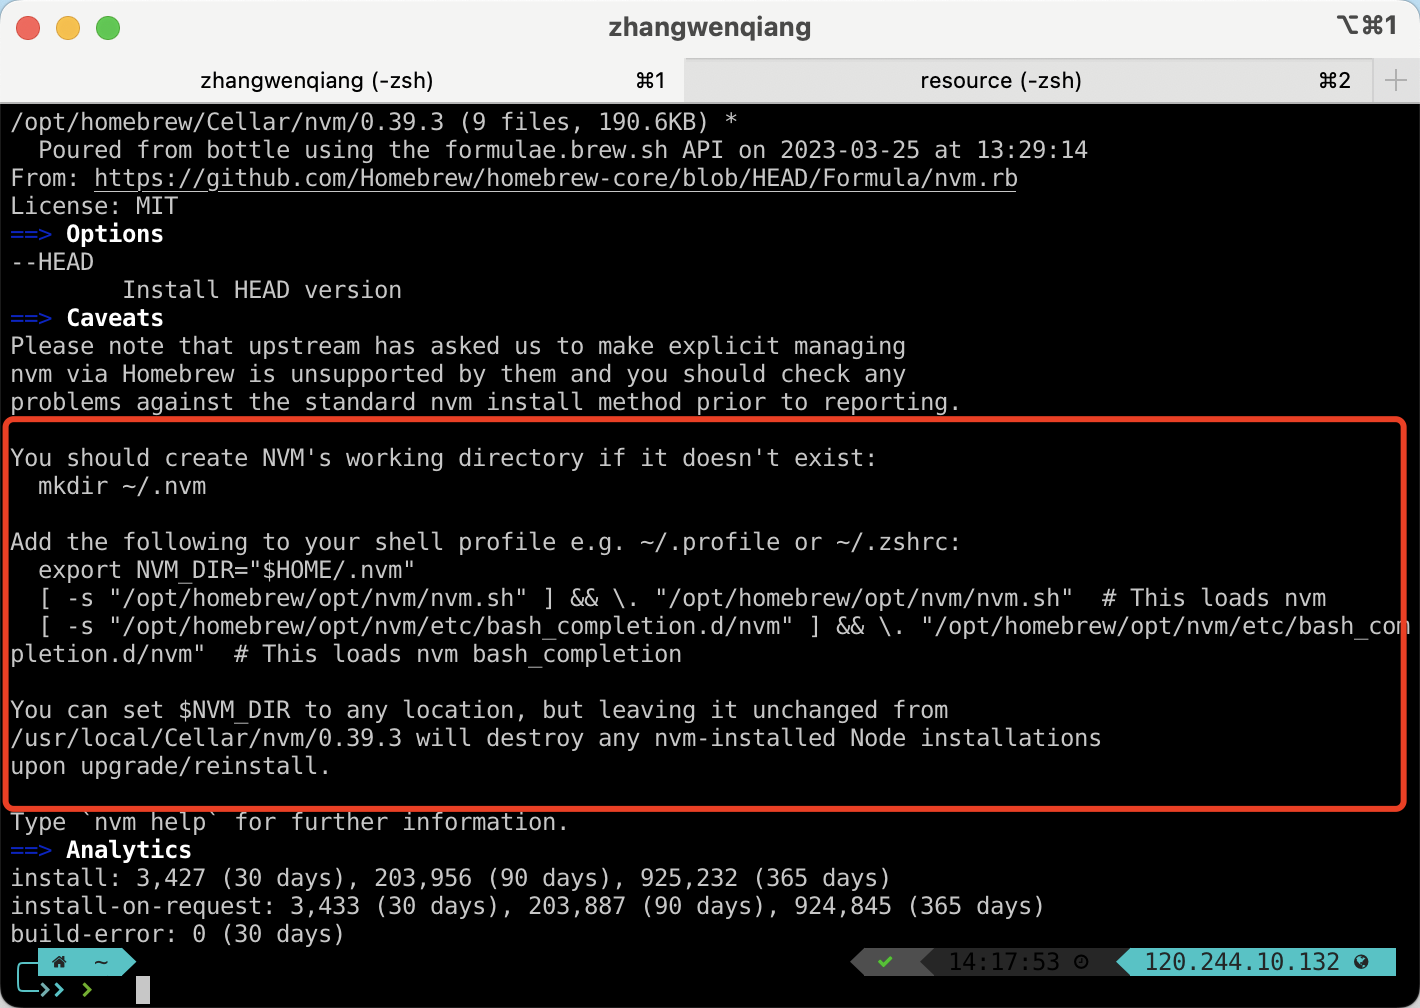 zhangwenqiang
⌥⌘1
zhangwenqiang (-zsh) ⌘1
resource (-zsh) ⌘2
/opt/homebrew/Cellar/nvm/0.39.3 (9 files, 190.6KB) *
  Poured from bottle using the formulae.brew.sh API on 2023-03-25 at 13:29:14
From: https://github.com/Homebrew/homebrew-core/blob/HEAD/Formula/nvm.rb
License: MIT
==> Options
--HEAD
        Install HEAD version
==> Caveats
Please note that upstream has asked us to make explicit managing
nvm via Homebrew is unsupported by them and you should check any
problems against the standard nvm install method prior to reporting.
You should create NVM's working directory if it doesn't exist:
  mkdir ~/.nvm
Add the following to your shell profile e.g. ~/.profile or ~/.zshrc:
  export NVM_DIR="$HOME/.nvm"
  [ -s "/opt/homebrew/opt/nvm/nvm.sh" ] && \. "/opt/homebrew/opt/nvm/nvm.sh"  # This loads nvm
  [ -s "/opt/homebrew/opt/nvm/etc/bash_completion.d/nvm" ] && \. "/opt/homebrew/opt/nvm/etc/bash_com
pletion.d/nvm"  # This loads nvm bash_completion
You can set $NVM_DIR to any location, but leaving it unchanged from
/usr/local/Cellar/nvm/0.39.3 will destroy any nvm-installed Node installations
upon upgrade/reinstall.
Type `nvm help` for further information.
==> Analytics
install: 3,427 (30 days), 203,956 (90 days), 925,232 (365 days)
install-on-request: 3,433 (30 days), 203,887 (90 days), 924,845 (365 days)
build-error: 0 (30 days)
~ 14:17:53 120.244.10.132